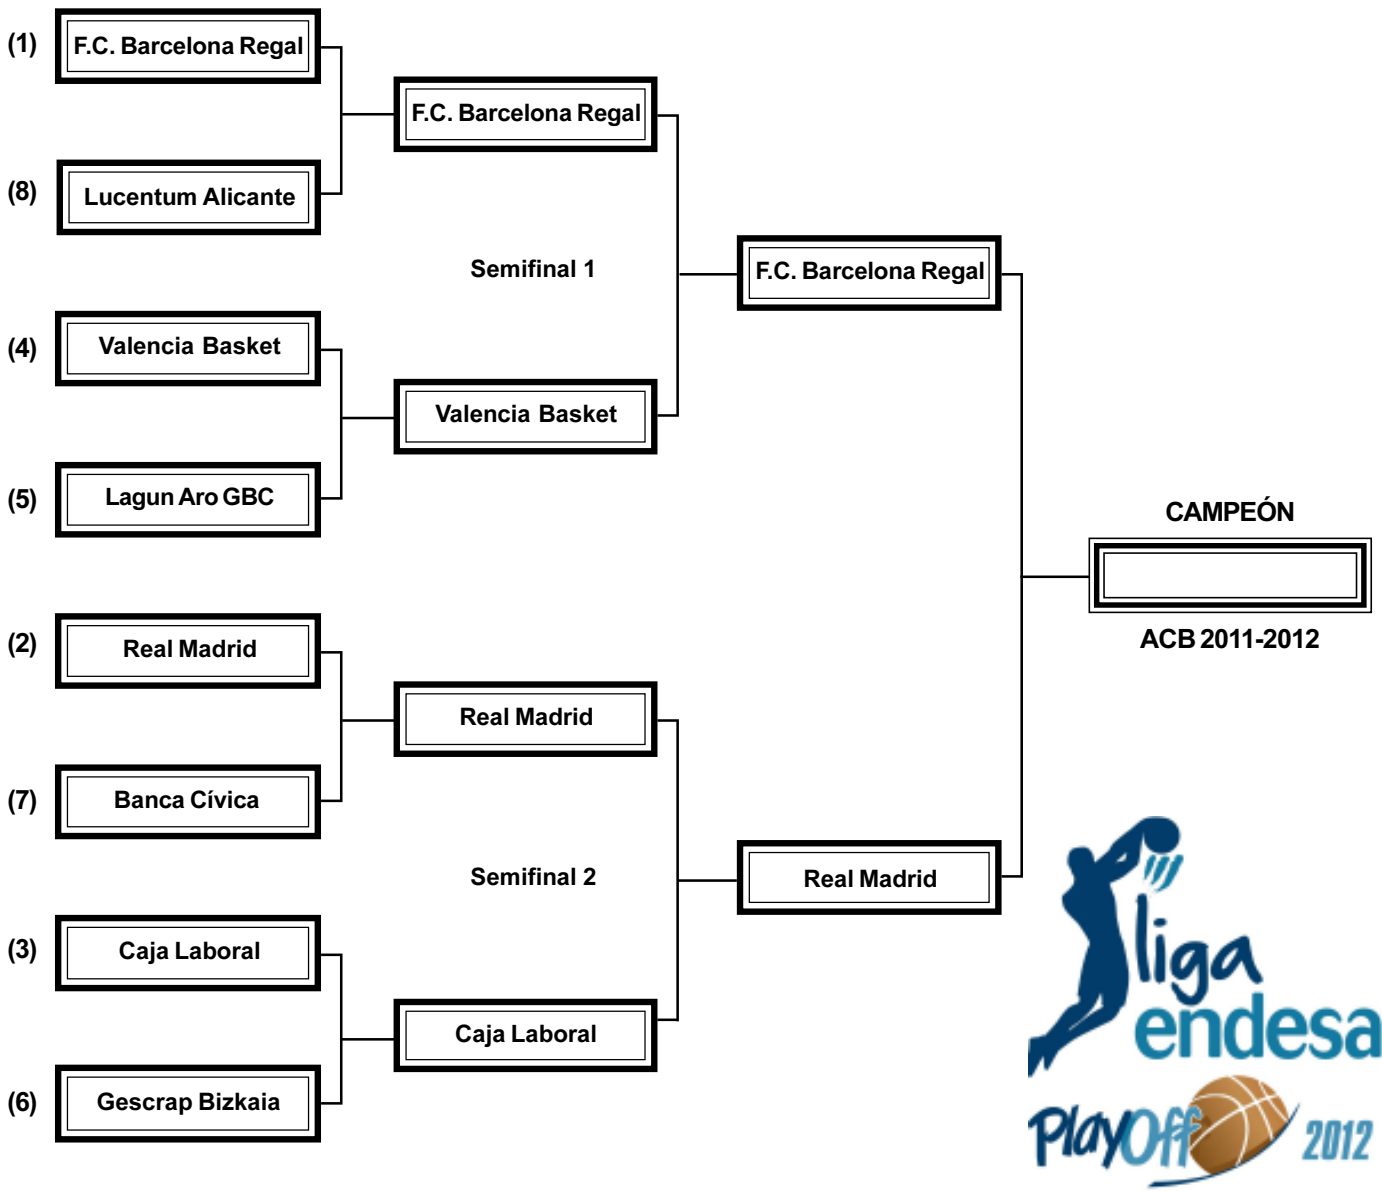 (1) F.C. Barcelona Regal
F.C. Barcelona Regal
(8) Lucentum Alicante
Semifinal 1
F.C. Barcelona Regal
(4) Valencia Basket
Valencia Basket
(5) Lagun Aro GBC
CAMPEÓN
ACB 2011-2012
(2) Real Madrid
Real Madrid
(7) Banca Cívica
Semifinal 2
Real Madrid
(3) Caja Laboral
Caja Laboral
(6) Gescrap Bizkaia
liga
endesa
PlayOff 2012